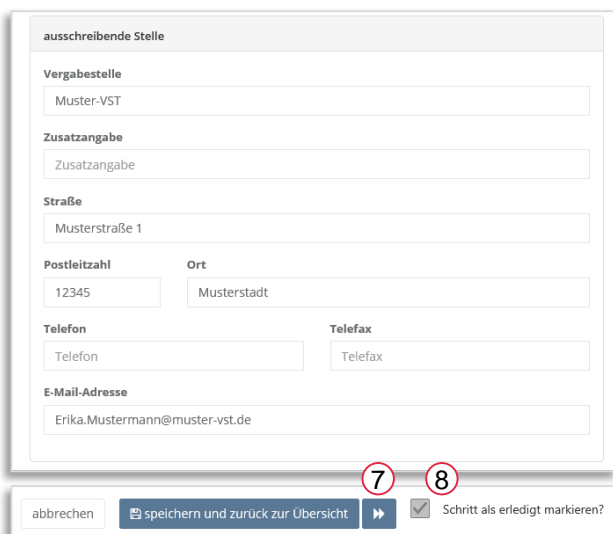 ausschreibende Stelle
Vergabestelle
Muster-VST
Zusatzangabe
Zusatzangabe
Straße
Musterstraße 1
Postleitzahl Ort
12345 Musterstadt
Telefon Telefax
Telefon Telefax
E-Mail-Adresse
Erika.Mustermann@muster-vst.de
7 8
abbrechen speichern und zurück zur Übersicht Schritt als erledigt markieren?